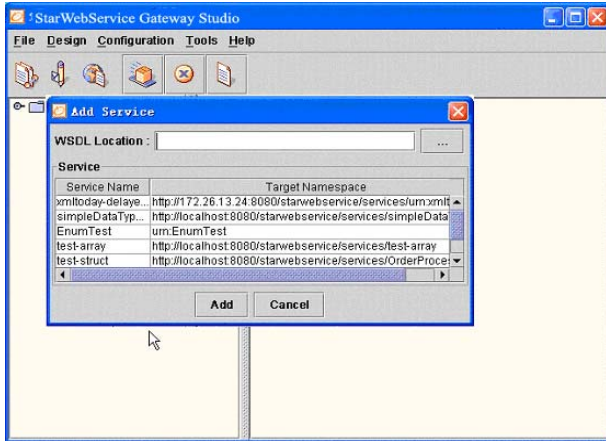 StarWebService Gateway Studio
File Design Configuration Tools Help
Add Service
WSDL Location :
...
Service
Service Name Target Namespace
xmltoday-delaye... http://172.26.13.24:8080/starwebservice/services/urn:xmlt
simpleDataTyp... http://localhost:8080/starwebservice/services/simpleData
EnumTest urn:EnumTest
test-array http://localhost:8080/starwebservice/services/test-array
test-struct http://localhost:8080/starwebservice/services/OrderProces
Add Cancel